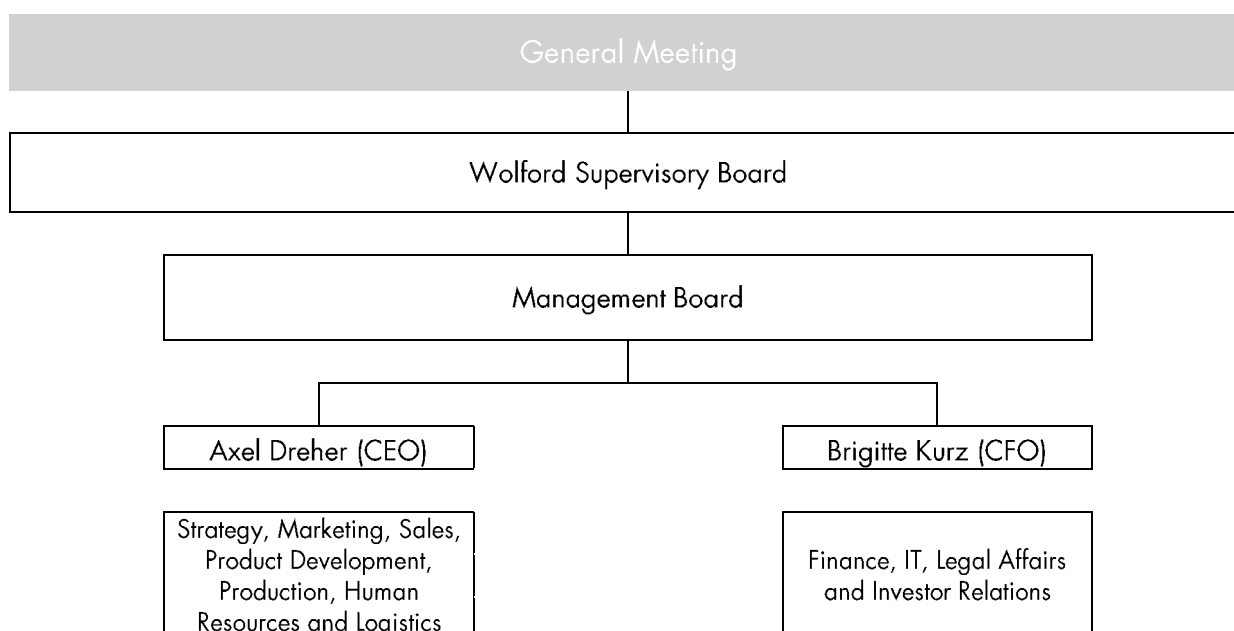 General Meeting
Wolford Supervisory Board
Management Board
Axel Dreher (CEO)
Brigitte Kurz (CFO)
Strategy, Marketing, Sales,
Product Development,
Production, Human
Resources and Logistics
Finance, IT, Legal Affairs
and Investor Relations